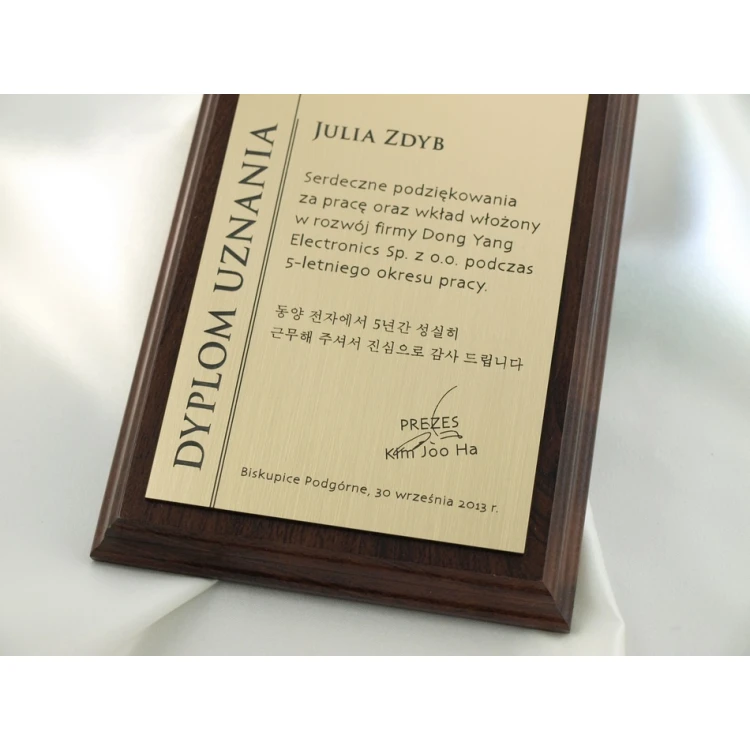 DYPLOM UZNANIA
JULIA ZDYB
Serdeczne podziękowania
za pracę oraz wkład włożony
w rozwój firmy Dong Yang
Electronics Sp. z o.o. podczas
5-letniego okresu pracy.
동양 전자에서 5년간 성실히
근무해 주셔서 진심으로 감사 드립니다
PREZES
Kim Joo Ha
Biskupice Podgórne, 30 września 2013 r.